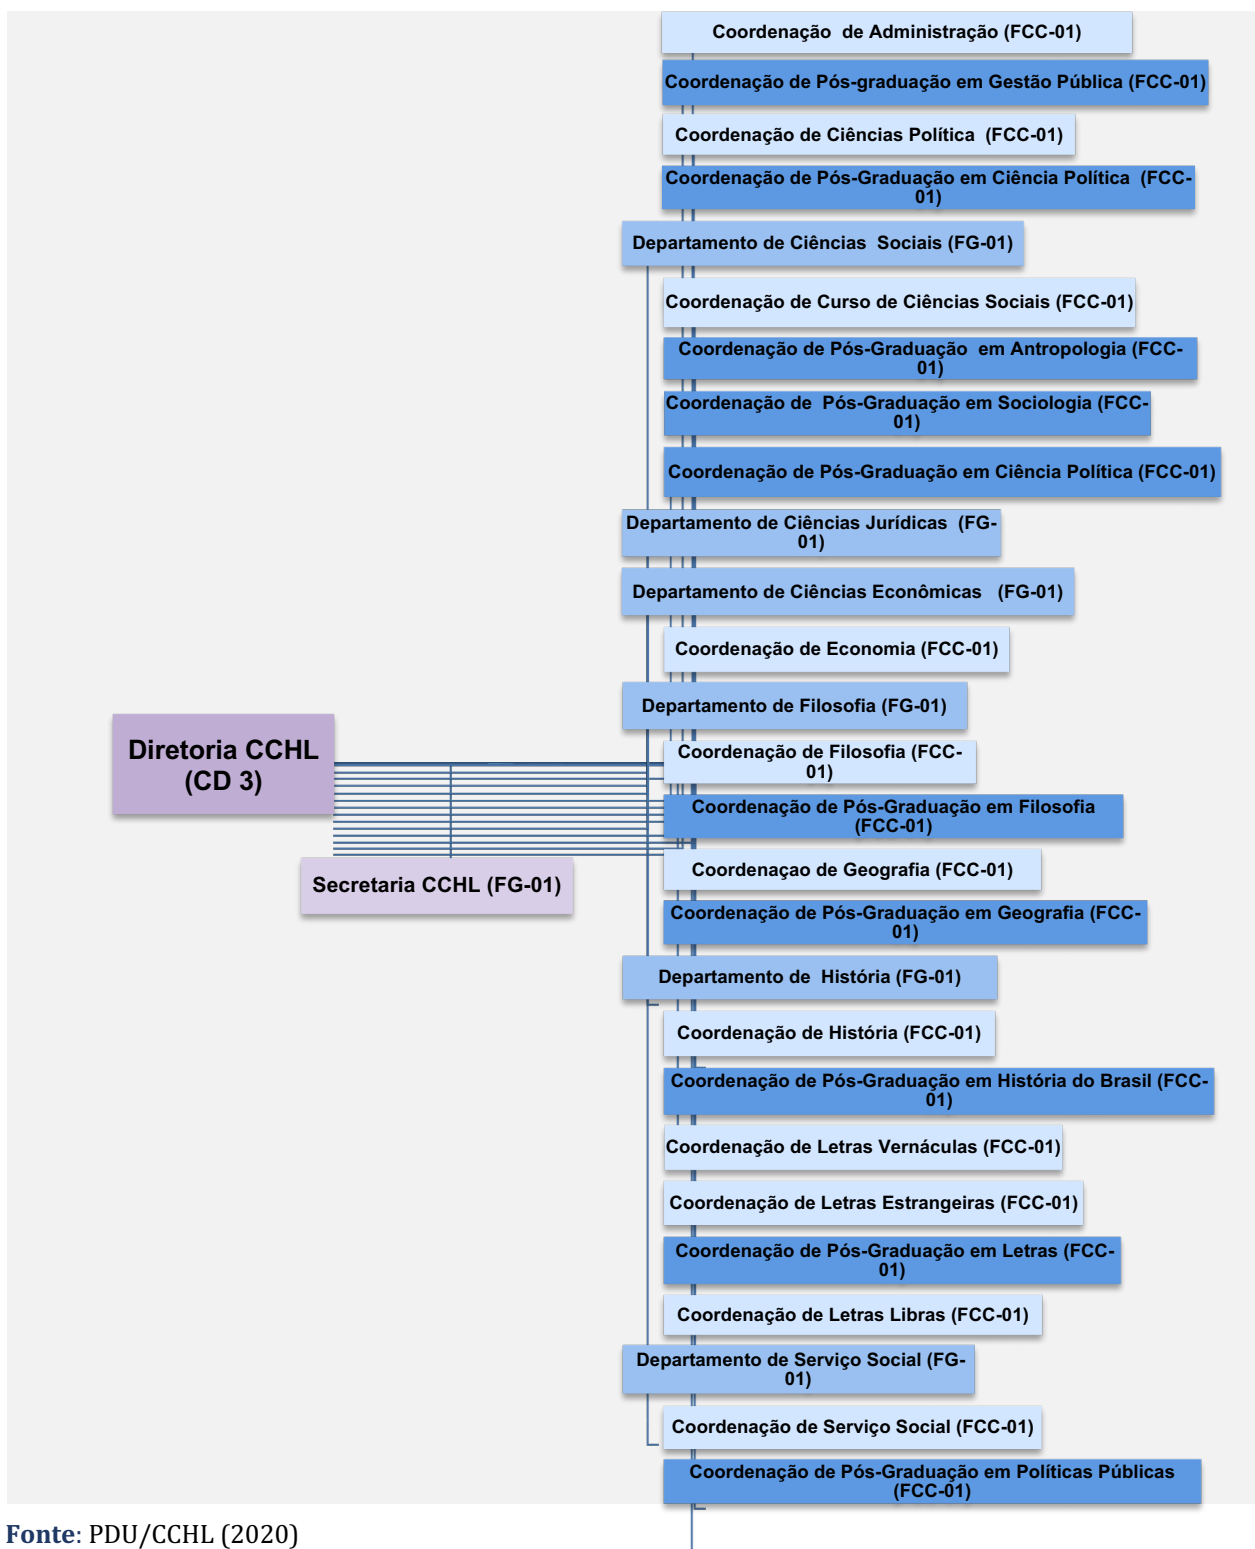 Coordenação de Administração (FCC-01)
Coordenação de Pós-graduação em Gestão Pública (FCC-01)
Coordenação de Ciências Política (FCC-01)
Coordenação de Pós-Graduação em Ciência Política (FCC-
01)
Departamento de Ciências Sociais (FG-01)
Coordenação de Curso de Ciências Sociais (FCC-01)
Coordenação de Pós-Graduação em Antropologia (FCC-
01)
Coordenação de Pós-Graduação em Sociologia (FCC-
01)
Coordenação de Pós-Graduação em Ciência Política (FCC-01)
Departamento de Ciências Jurídicas (FG-
01)
Departamento de Ciências Econômicas (FG-01)
Coordenação de Economia (FCC-01)
Departamento de Filosofia (FG-01)
Diretoria CCHL
(CD 3)
Coordenação de Filosofia (FCC-
01)
Coordenação de Pós-Graduação em Filosofia
(FCC-01)
Coordenaçao de Geografia (FCC-01)
Secretaria CCHL (FG-01)
Coordenação de Pós-Graduação em Geografia (FCC-
01)
Departamento de História (FG-01)
Coordenação de História (FCC-01)
Coordenação de Pós-Graduação em História do Brasil (FCC-
01)
Coordenação de Letras Vernáculas (FCC-01)
Coordenação de Letras Estrangeiras (FCC-01)
Coordenação de Pós-Graduação em Letras (FCC-
01)
Coordenação de Letras Libras (FCC-01)
Departamento de Serviço Social (FG-
01)
Coordenação de Serviço Social (FCC-01)
Coordenação de Pós-Graduação em Políticas Públicas
(FCC-01)
Fonte: PDU/CCHL (2020)